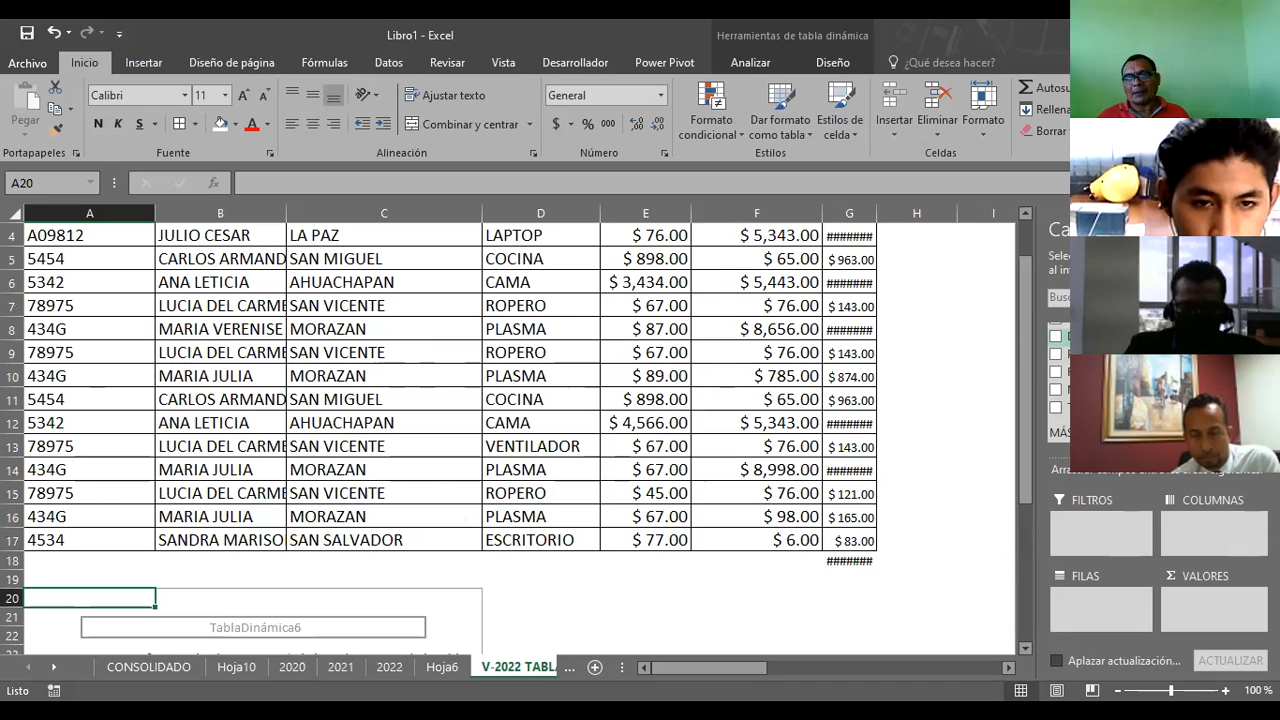 Libro1 - Excel
Herramientas de tabla dinámica
Archivo Inicio Insertar Diseño de página Fórmulas Datos Revisar Vista Desarrollador Power Pivot Analizar Diseño ¿Qué desea hacer?
Pegar
Calibri 11
N K S
Ajustar texto
Combinar y centrar
General
$ % 000
Formato condicional
Dar formato como tabla
Estilos de celda
Insertar
Eliminar
Formato
Autosu
Rellena
Borrar
Portapapeles Fuente Alineación Número Estilos Celdas
A20 fx
A B C D E F G H I
4 A09812 JULIO CESAR LA PAZ LAPTOP $ 76.00 $ 5,343.00 #######
5 5454 CARLOS ARMAND SAN MIGUEL COCINA $ 898.00 $ 65.00 $ 963.00
6 5342 ANA LETICIA AHUACHAPAN CAMA $ 3,434.00 $ 5,443.00 #######
7 78975 LUCIA DEL CARME SAN VICENTE ROPERO $ 67.00 $ 76.00 $ 143.00
8 434G MARIA VERENISE MORAZAN PLASMA $ 87.00 $ 8,656.00 #######
9 78975 LUCIA DEL CARME SAN VICENTE ROPERO $ 67.00 $ 76.00 $ 143.00
10 434G MARIA JULIA MORAZAN PLASMA $ 89.00 $ 785.00 $ 874.00
11 5454 CARLOS ARMAND SAN MIGUEL COCINA $ 898.00 $ 65.00 $ 963.00
12 5342 ANA LETICIA AHUACHAPAN CAMA $ 4,566.00 $ 5,343.00 #######
13 78975 LUCIA DEL CARME SAN VICENTE VENTILADOR $ 67.00 $ 76.00 $ 143.00
14 434G MARIA JULIA MORAZAN PLASMA $ 67.00 $ 8,998.00 #######
15 78975 LUCIA DEL CARME SAN VICENTE ROPERO $ 45.00 $ 76.00 $ 121.00
16 434G MARIA JULIA MORAZAN PLASMA $ 67.00 $ 98.00 $ 165.00
17 4534 SANDRA MARISO SAN SALVADOR ESCRITORIO $ 77.00 $ 6.00 $ 83.00
18 #######
19
20
21
22
TablaDinámica6
Ca
Sele
al in
Busc
MÁS
FILTROS COLUMNAS
FILAS Σ VALORES
Aplazar actualización... ACTUALIZAR
CONSOLIDADO Hoja10 2020 2021 2022 Hoja6 V-2022 TABLA ...
Listo
100 %